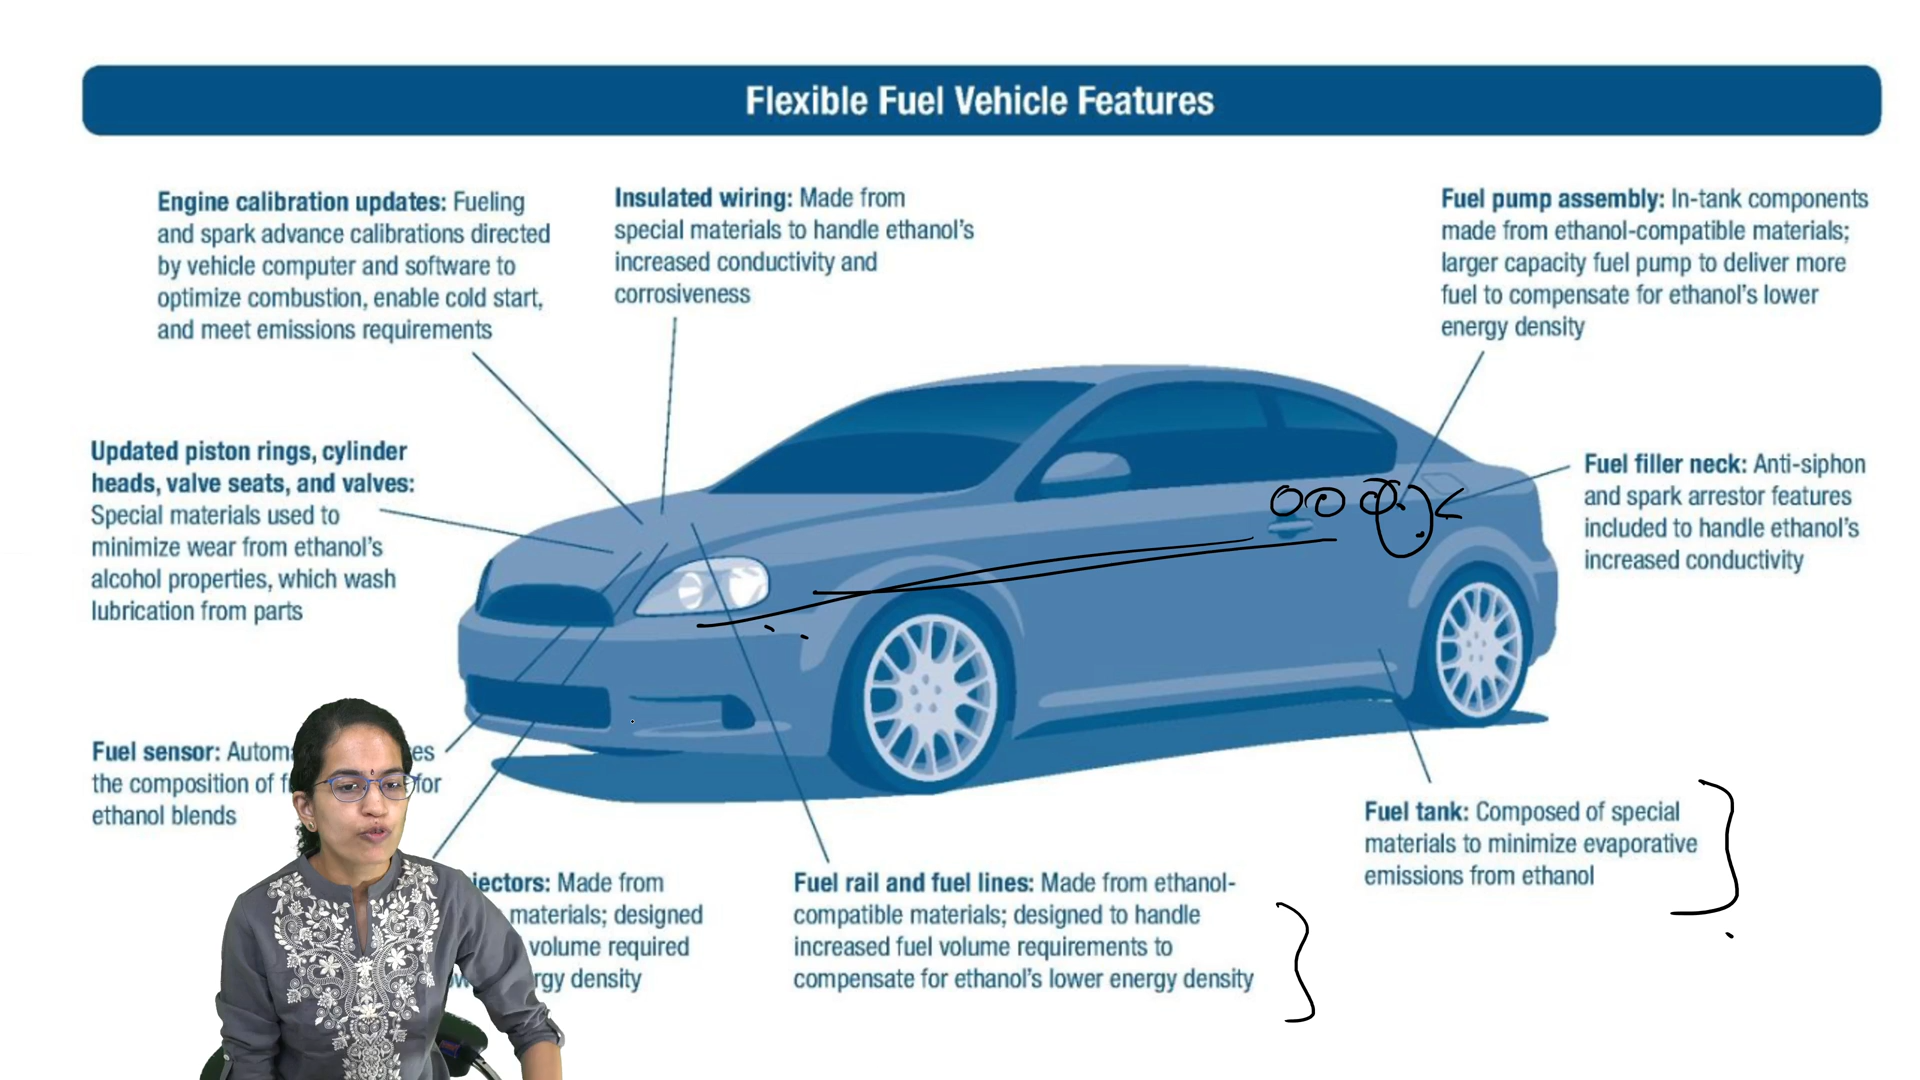 Flexible Fuel Vehicle Features
Engine calibration updates: Fueling
and spark advance calibrations directed
by vehicle computer and software to
optimize combustion, enable cold start,
and meet emissions requirements
Insulated wiring: Made from
special materials to handle ethanol's
increased conductivity and
corrosiveness
Fuel pump assembly: In-tank components
made from ethanol-compatible materials;
larger capacity fuel pump to deliver more
fuel to compensate for ethanol's lower
energy density
Updated piston rings, cylinder
heads, valve seats, and valves:
Special materials used to
minimize wear from ethanol's
alcohol properties, which wash
lubrication from parts
Fuel filler neck: Anti-siphon
and spark arrestor features
included to handle ethanol's
increased conductivity
Fuel sensor:
the composition of for
ethanol blends
Made from
materials; designed
volume required
density
Fuel rail and fuel lines: Made from ethanol-
compatible materials; designed to handle
increased fuel volume requirements to
compensate for ethanol's lower energy density
Fuel tank: Composed of special
materials to minimize evaporative
emissions from ethanol